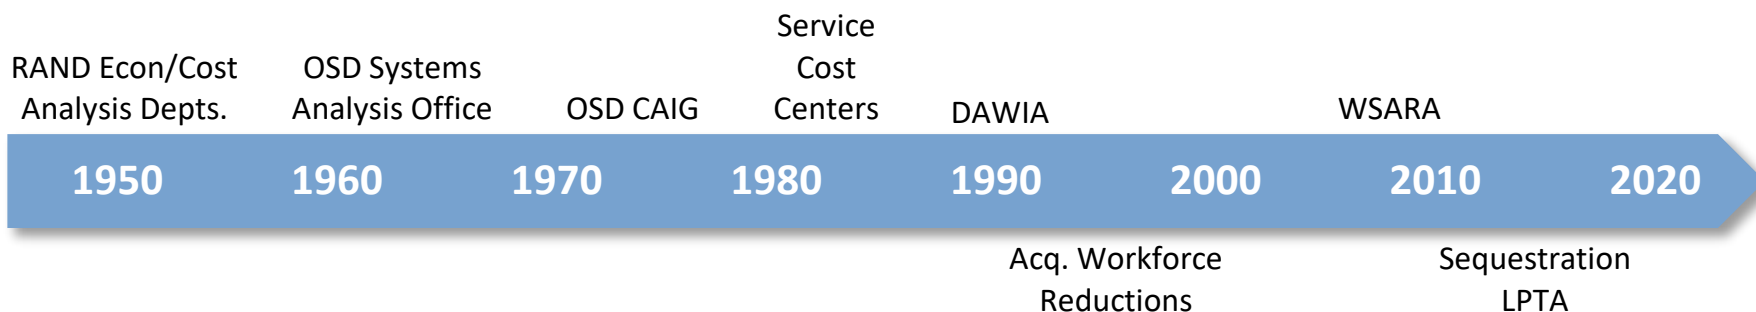 RAND Econ/Cost
Analysis Depts.
OSD Systems
Analysis Office
OSD CAIG
Service
Cost
Centers
DAWIA
WSARA
1950 1960 1970 1980 1990 2000 2010 2020
Acq. Workforce
Reductions
Sequestration
LPTA